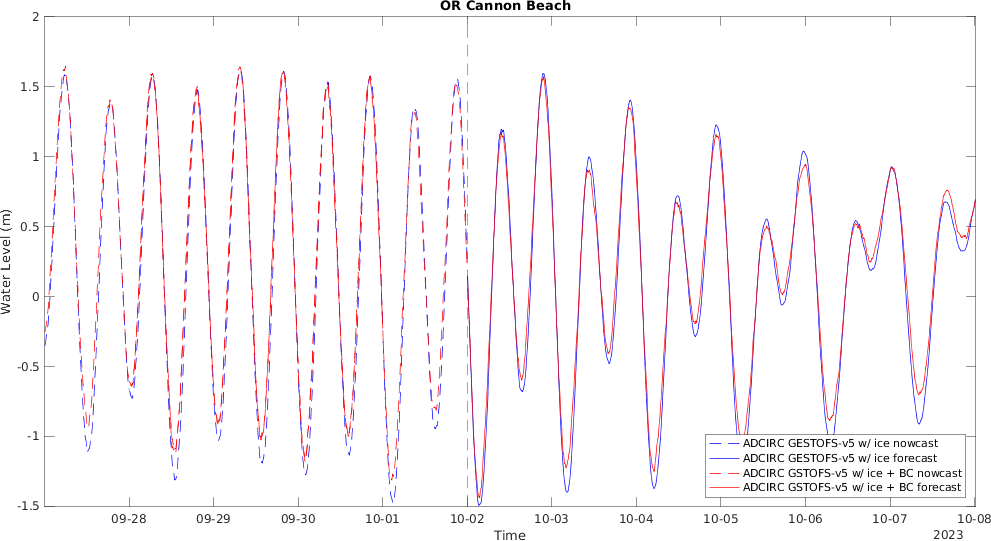 OR Cannon Beach
2
1.5
1
0.5
0
-0.5
-1
-1.5
Water Level (m)
09-28 09-29 09-30 10-01 10-02 10-03 10-04 10-05 10-06 10-07 10-08
Time
2023
ADCIRC GESTOFS-v5 w/ ice nowcast
ADCIRC GESTOFS-v5 w/ ice forecast
ADCIRC GSTOFS-v5 w/ ice + BC nowcast
ADCIRC GSTOFS-v5 w/ ice + BC forecast